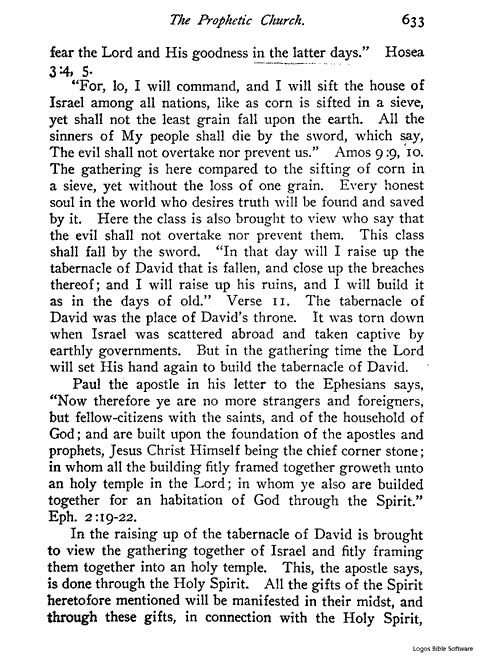 The Prophetic Church. 633
fear the Lord and His goodness in the latter days." Hosea
3:4, 5.
"For, lo, I will command, and I will sift the house of
Israel among all nations, like as corn is sifted in a sieve,
yet shall not the least grain fall upon the earth. All the
sinners of My people shall die by the sword, which say,
The evil shall not overtake nor prevent us." Amos 9:9, 10.
The gathering is here compared to the sifting of corn in
a sieve, yet without the loss of one grain. Every honest
soul in the world who desires truth will be found and saved
by it. Here the class is also brought to view who say that
the evil shall not overtake nor prevent them. This class
shall fall by the sword. "In that day will I raise up the
tabernacle of David that is fallen, and close up the breaches
thereof; and I will raise up his ruins, and I will build it
as in the days of old." Verse 11. The tabernacle of
David was the place of David's throne. It was torn down
when Israel was scattered abroad and taken captive by
earthly governments. But in the gathering time the Lord
will set His hand again to build the tabernacle of David.
Paul the apostle in his letter to the Ephesians says,
"Now therefore ye are no more strangers and foreigners,
but fellow-citizens with the saints, and of the household of
God; and are built upon the foundation of the apostles and
prophets, Jesus Christ Himself being the chief corner stone;
in whom all the building fitly framed together groweth unto
an holy temple in the Lord; in whom ye also are builded
together for an habitation of God through the Spirit."
Eph. 2:19-22.
In the raising up of the tabernacle of David is brought
to view the gathering together of Israel and fitly framing
them together into an holy temple. This, the apostle says,
is done through the Holy Spirit. All the gifts of the Spirit
heretofore mentioned will be manifested in their midst, and
through these gifts, in connection with the Holy Spirit,
Logos Bible Software